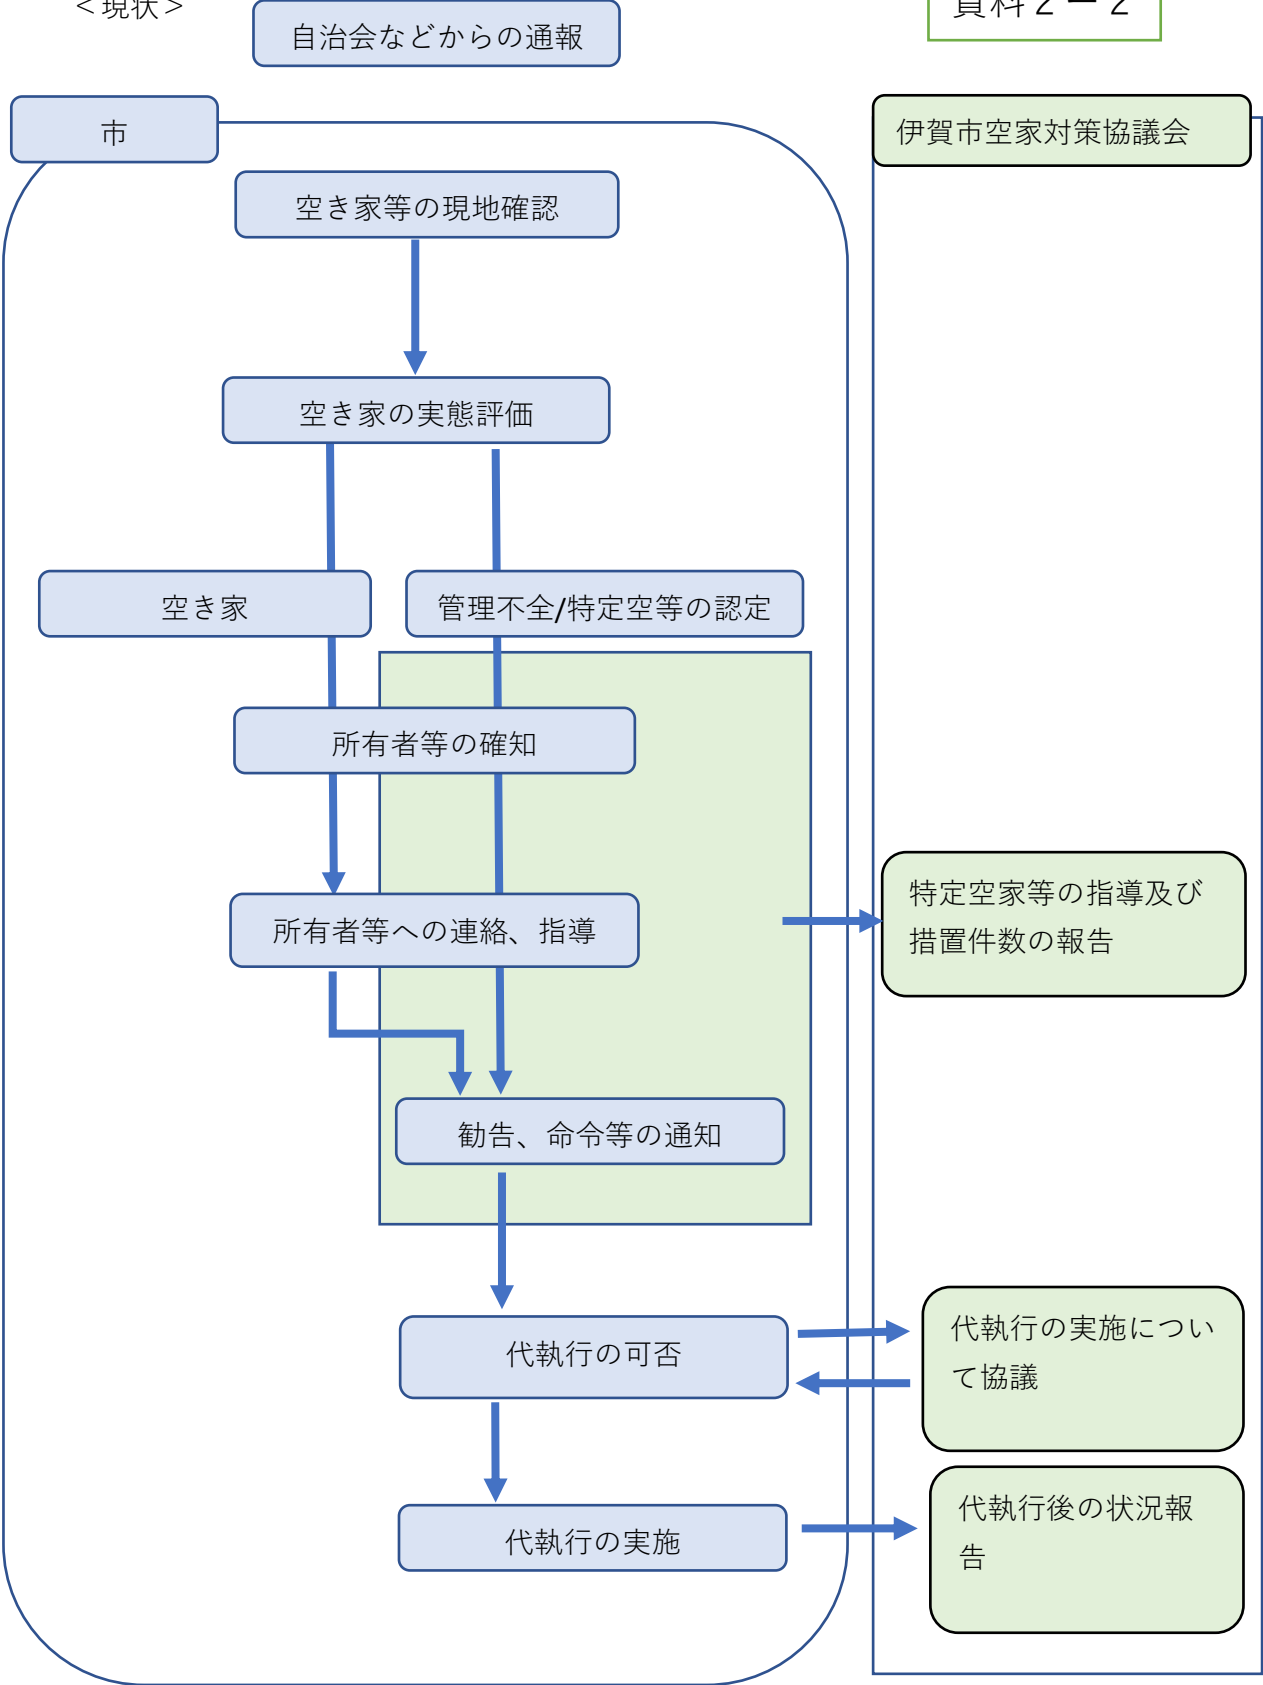 <現状>
資料2-2
自治会などからの通報
市
伊賀市空家対策協議会
空き家等の現地確認
空き家の実態評価
空き家
管理不全/特定空等の認定
所有者等の確知
所有者等への連絡、指導
特定空家等の指導及び
措置件数の報告
勧告、命令等の通知
代執行の可否
代執行の実施につい
て協議
代執行の実施
代執行後の状況報
告